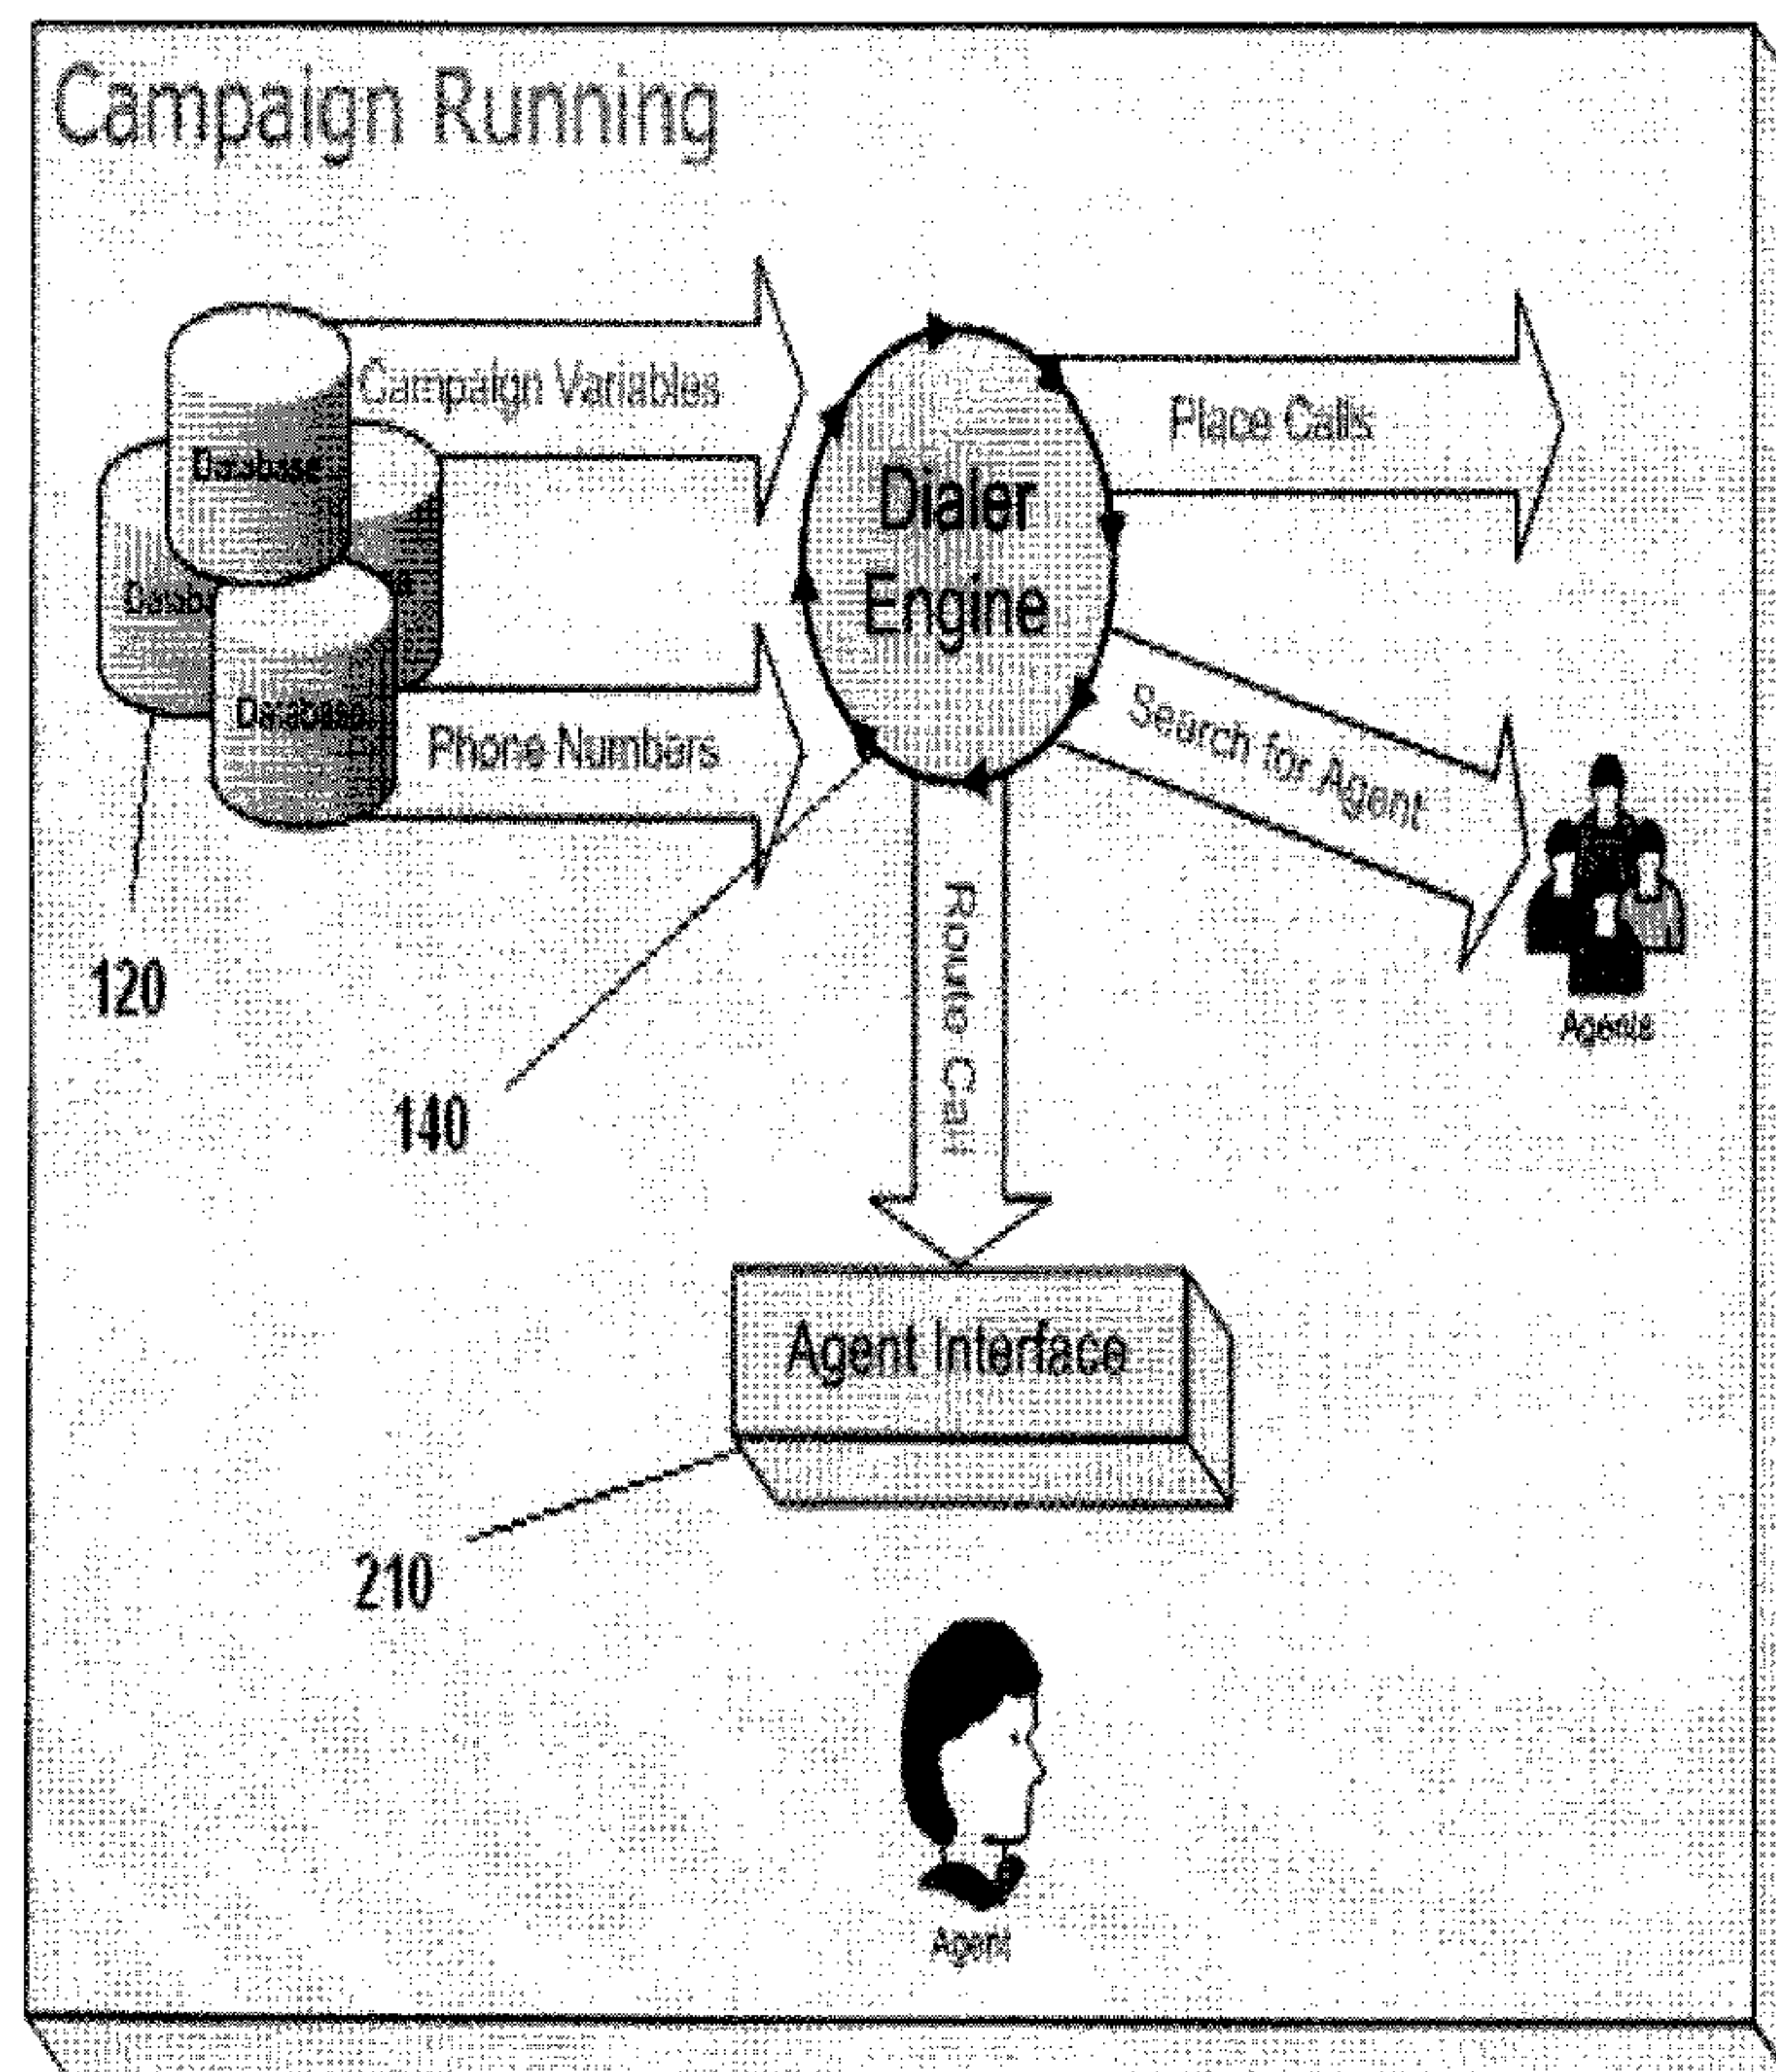 Campaign Running
Campaign Variables
Place Calls
Database
Dialer
Engine
Databa
Search for Agent
Database
Phone Numbers
Route Call
120
Agents
140
Agent Interface
210
Agent